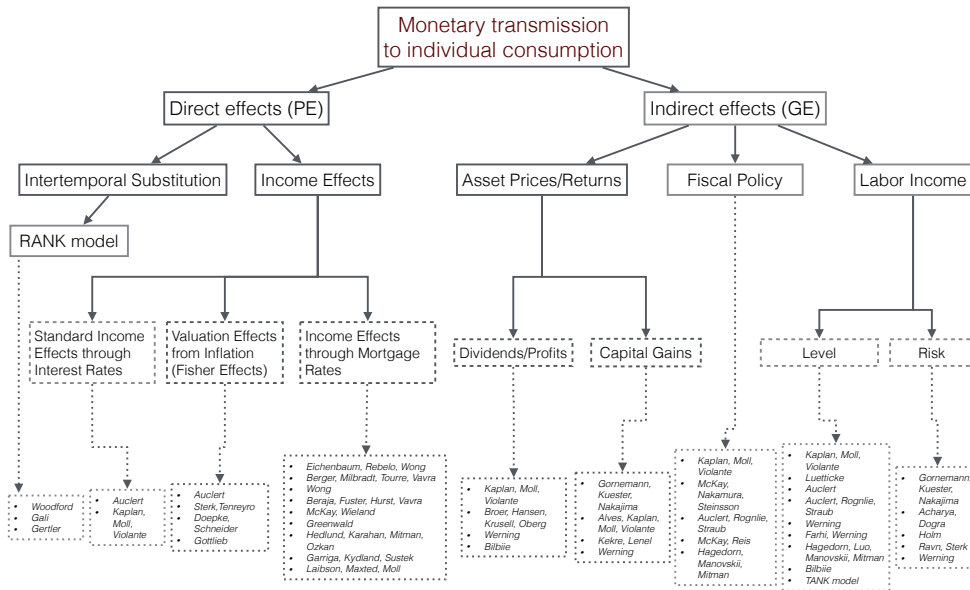 Monetary transmission
to individual consumption
Direct effects (PE)
Indirect effects (GE)
Intertemporal Substitution
Income Effects
Asset Prices/Returns
Fiscal Policy
Labor Income
RANK model
Standard Income
Effects through
Interest Rates
Valuation Effects
from Inflation
(Fisher Effects)
Income Effects
through Mortgage
Rates
Dividends/Profits
Capital Gains
Level
Risk
• Woodford
• Gali
• Gertler
• Auclert
• Kaplan,
Moll,
Violante
• Auclert
• Sterk,Tenreyro
• Doepke,
Schneider
• Gottlieb
• Eichenbaum, Rebelo, Wong
• Berger, Milbradt, Tourre, Vavra
• Wong
• Beraja, Fuster, Hurst, Vavra
• McKay, Wieland
• Greenwald
• Hedlund, Karahan, Mitman,
Ozkan
• Garriga, Kydland, Sustek
• Laibson, Maxted, Moll
• Kaplan, Moll,
Violante
• Broer, Hansen,
Krusell, Oberg
• Werning
• Bilbiie
• Gornemann,
Kuester,
Nakajima
• Alves, Kaplan,
Moll, Violante
• Kekre, Lenel
• Werning
• Kaplan, Moll,
Violante
• McKay,
Nakamura,
Steinsson
• Auclert, Rognlie,
Straub
• McKay, Reis
• Hagedorn,
Manovskii,
Mitman
• Kaplan, Moll,
Violante
• Luetticke
• Auclert
• Auclert, Rognlie,
Straub
• Werning
• Farhi, Werning
• Hagedorn, Luo,
Manovskii, Mitman
• Bilbiie
• TANK model
• Gornemann,
Kuester,
Nakajima
• Acharya,
Dogra
• Holm
• Ravn, Sterk
• Werning